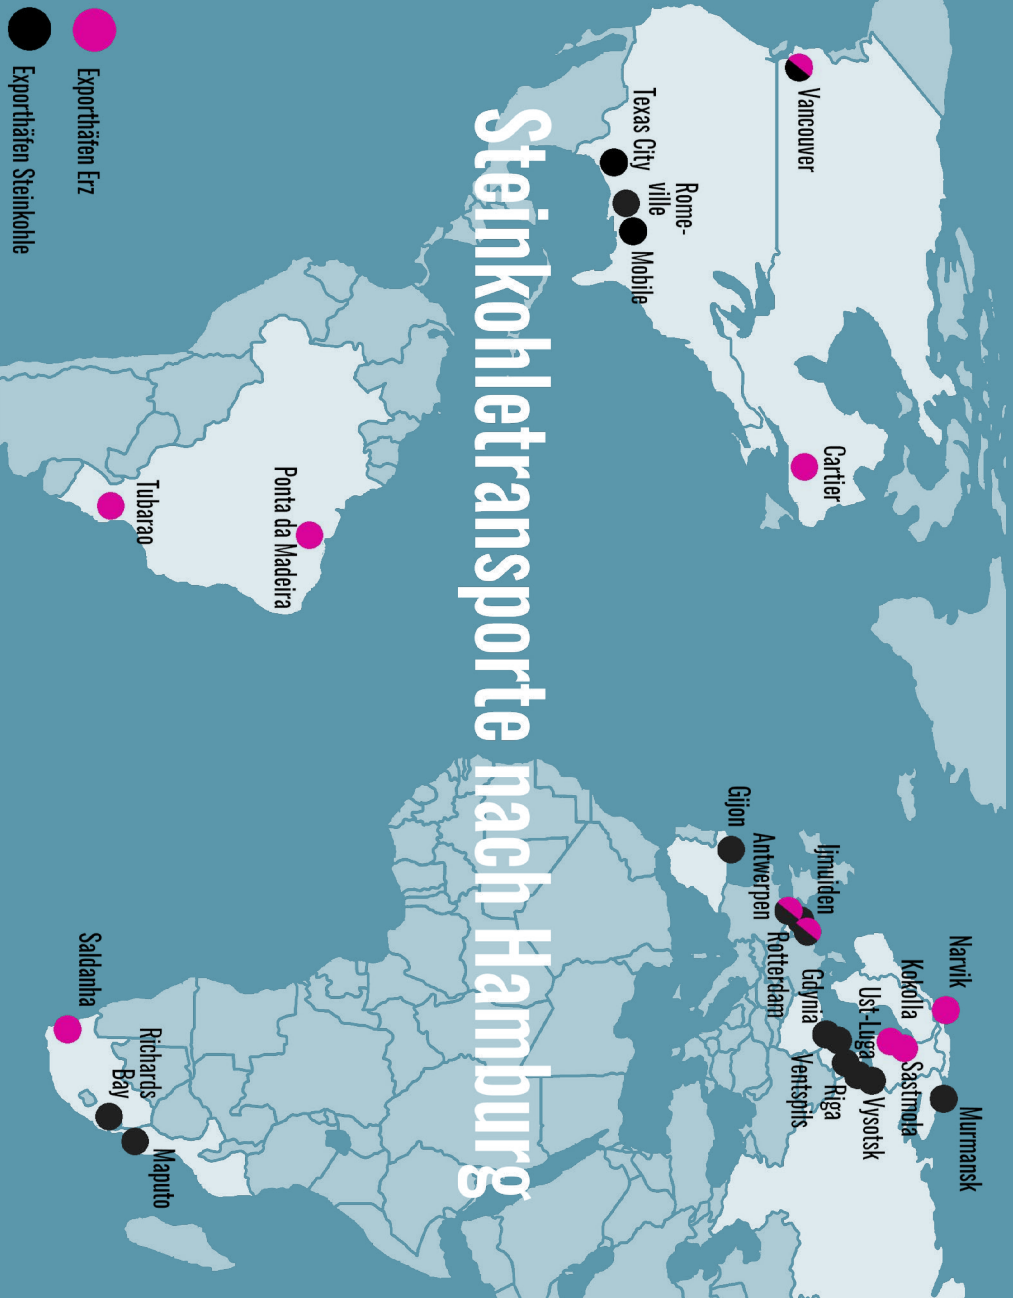 Steinkohletransporte nach Hamburg
Vancouver
Texas City
Rome-
ville
Mobile
Cartier
Ponta da Madeira
Tubarao
Narvik
Murmansk
Kokolla
Sastmola
Ust-Luga
Vysotsk
Ijmuiden
Gdynia
Riga
Ventspils
Rotterdam
Antwerpen
Gijon
Richards
Bay
Maputo
Saldanha
Exporthäfen Erz
Exporthäfen Steinkohle